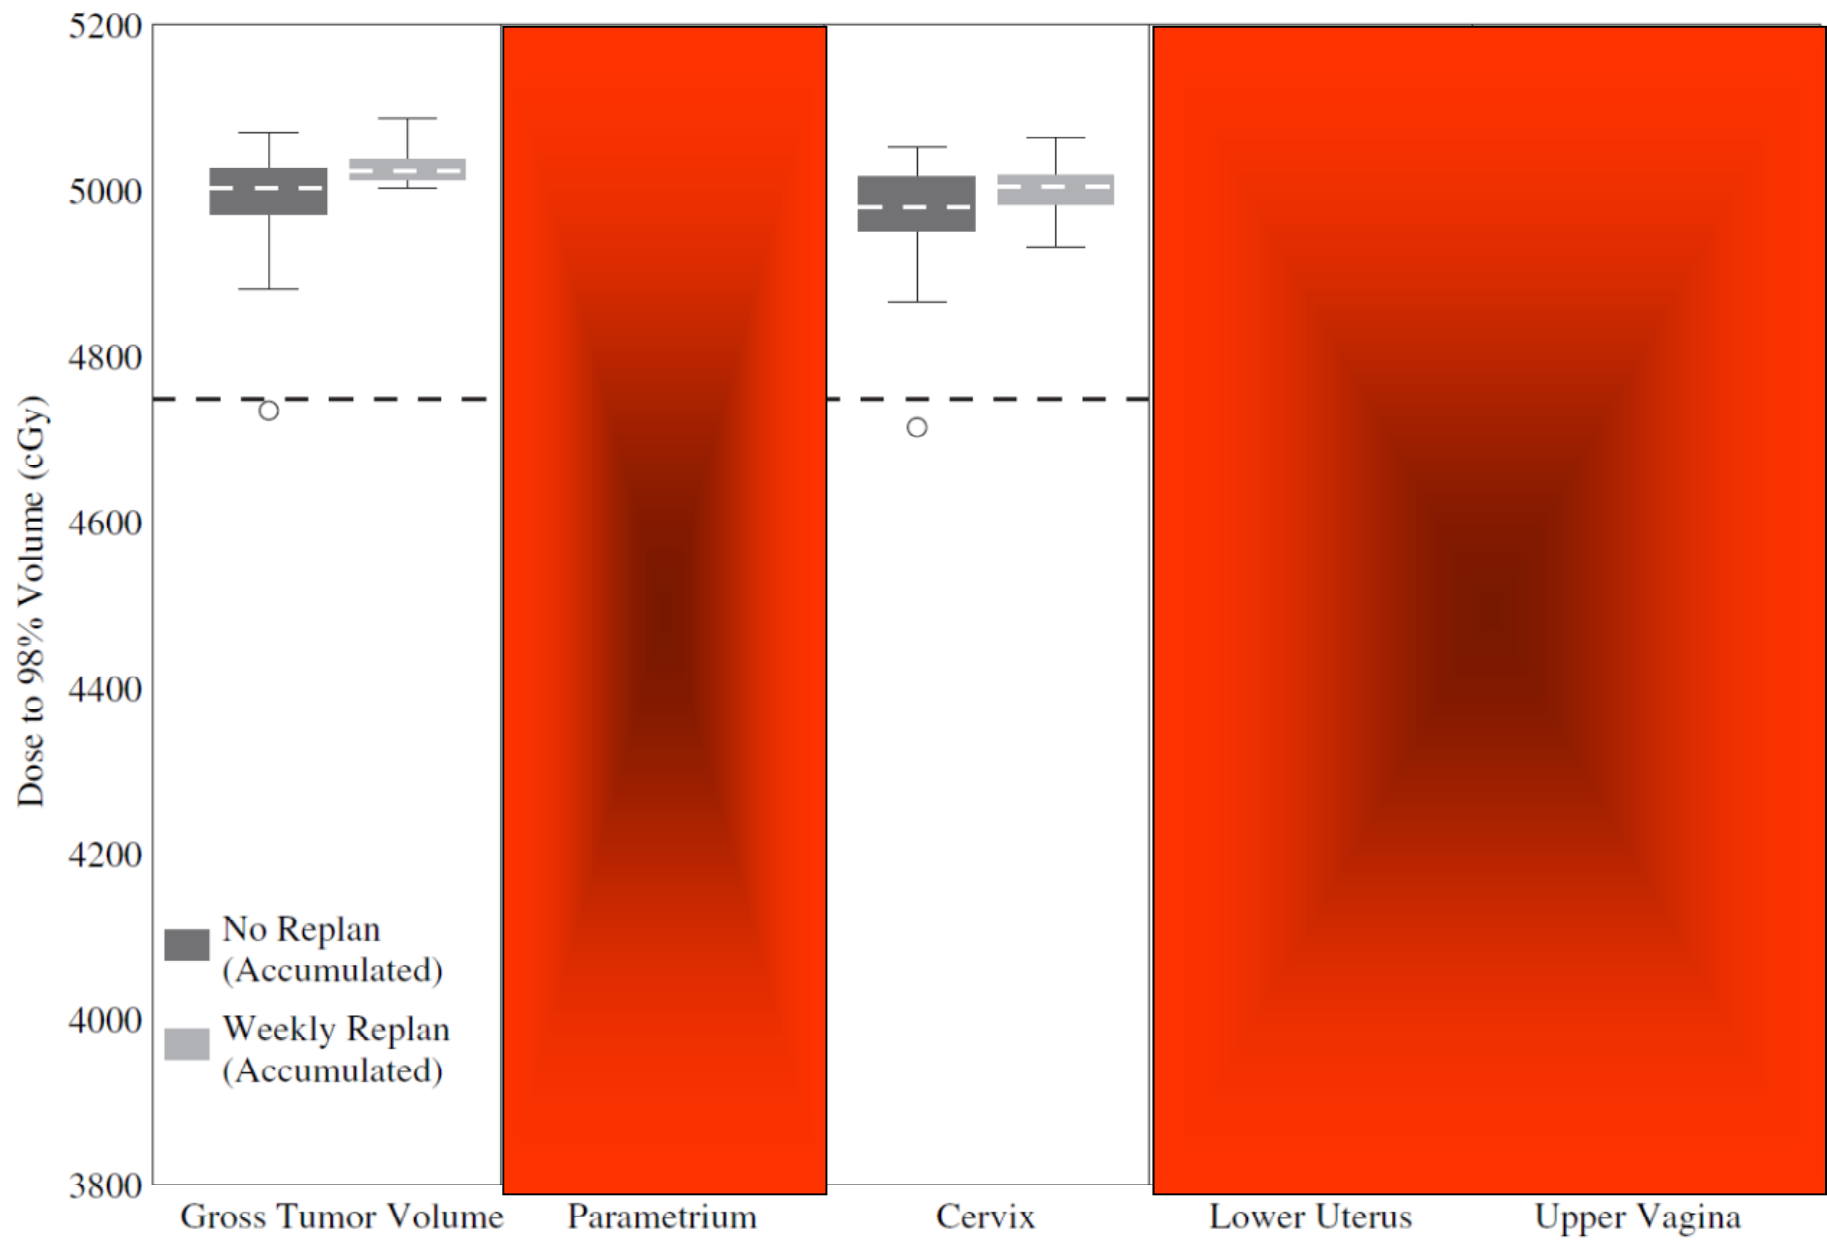 5200
5000
4800
4600
4400
4200
4000
3800
Dose to 98% Volume (cGy)
No Replan
(Accumulated)
Weekly Replan
(Accumulated)
Gross Tumor Volume Parametrium Cervix Lower Uterus Upper Vagina